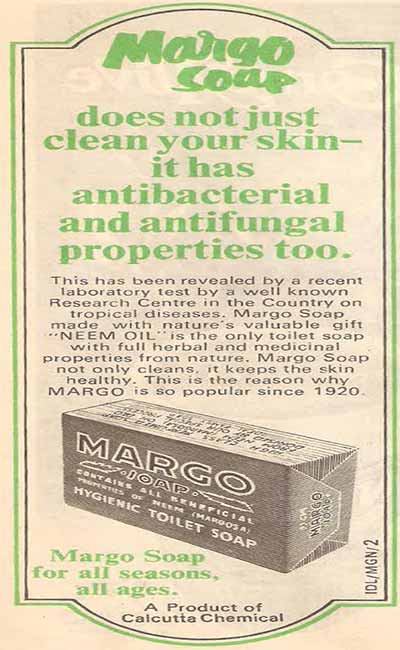 Margo
Soap
does not just
clean your skin–
it has
antibacterial
and antifungal
properties too.
This has been revealed by a recent
laboratory test by a well known
Research Centre in the Country on
tropical diseases. Margo Soap
made with nature's valuable gift
"NEEM OIL" is the only toilet soap
with full herbal and medicinal
properties from nature. Margo Soap
not only cleans, it keeps the skin
healthy. This is the reason why
MARGO is so popular since 1920.
MARGO
SOAP
CONTAINS ALL BENEFICIAL
PROPERTIES OF NEEM (MARGOSA)
HYGIENIC TOILET SOAP
MARGO
SOAP
Margo Soap
for all seasons,
all ages.
IDL/MGN/2
A Product of
Calcutta Chemical